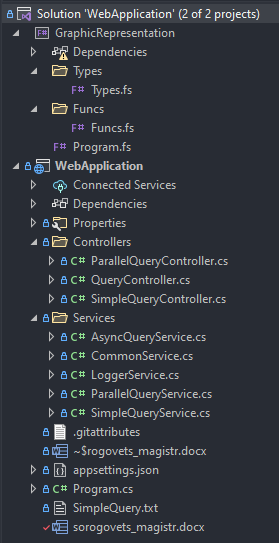 Solution 'WebApplication' (2 of 2 projects)
GraphicRepresentation
Dependencies
Types
F# Types.fs
Funcs
F# Funcs.fs
F# Program.fs
WebApplication
Connected Services
Dependencies
Properties
Controllers
C# ParallelQueryController.cs
C# QueryController.cs
C# SimpleQueryController.cs
Services
C# AsyncQueryService.cs
C# CommonService.cs
C# LoggerService.cs
C# ParallelQueryService.cs
C# SimpleQueryService.cs
.gitattributes
~$rogovets_magistr.docx
appsettings.json
C# Program.cs
SimpleQuery.txt
sorogovets_magistr.docx